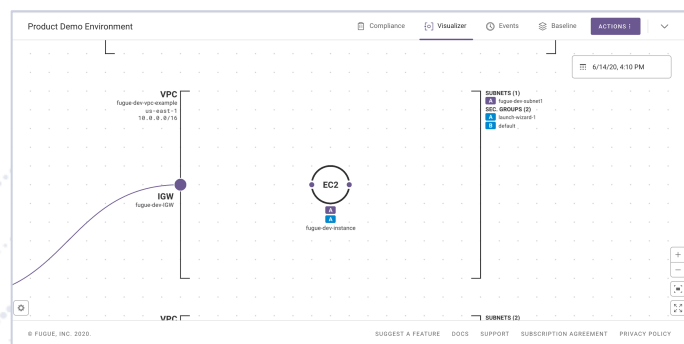 Product Demo Environment
Compliance
Visualizer
Events
Baseline
ACTIONS
6/14/20, 4:10 PM
VPC
fugue-dev-vpc-example
us-east-1
10.0.0.0/16
SUBNETS (1)
A fugue-dev-subnet1
SEC. GROUPS (2)
A launch-wizard-1
B default
IGW
fugue-dev-IGW
EC2
A
A
fugue-dev-instance
VPC
SUBNETS (2)
© FUGUE, INC. 2020.
SUGGEST A FEATURE DOCS SUPPORT SUBSCRIPTION AGREEMENT PRIVACY POLICY